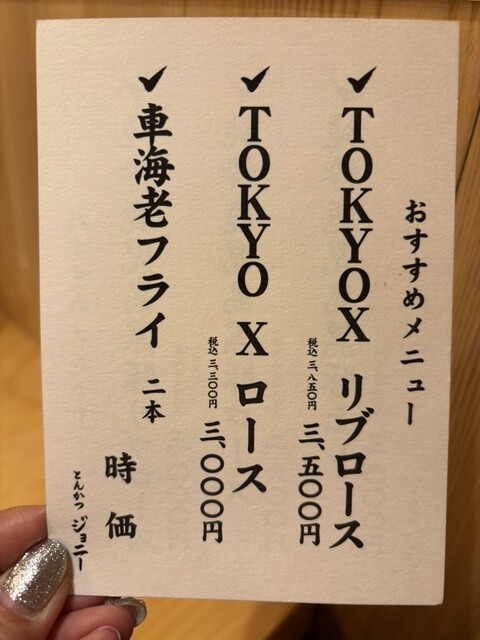 おすすめメニュー
✓ TOKYOX リブロース
税込 三、八五〇円
三、五〇〇円
✓ TOKYO X ロース
税込 三、三〇〇円
三、〇〇〇円
✓ 車海老フライ 二本
時価
とんかつ ジョニー